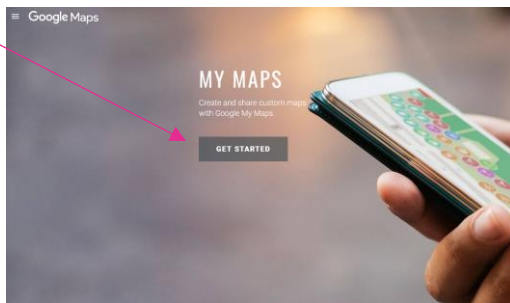 Google Maps
MY MAPS
Create and share custom maps
with Google My Maps.
GET STARTED